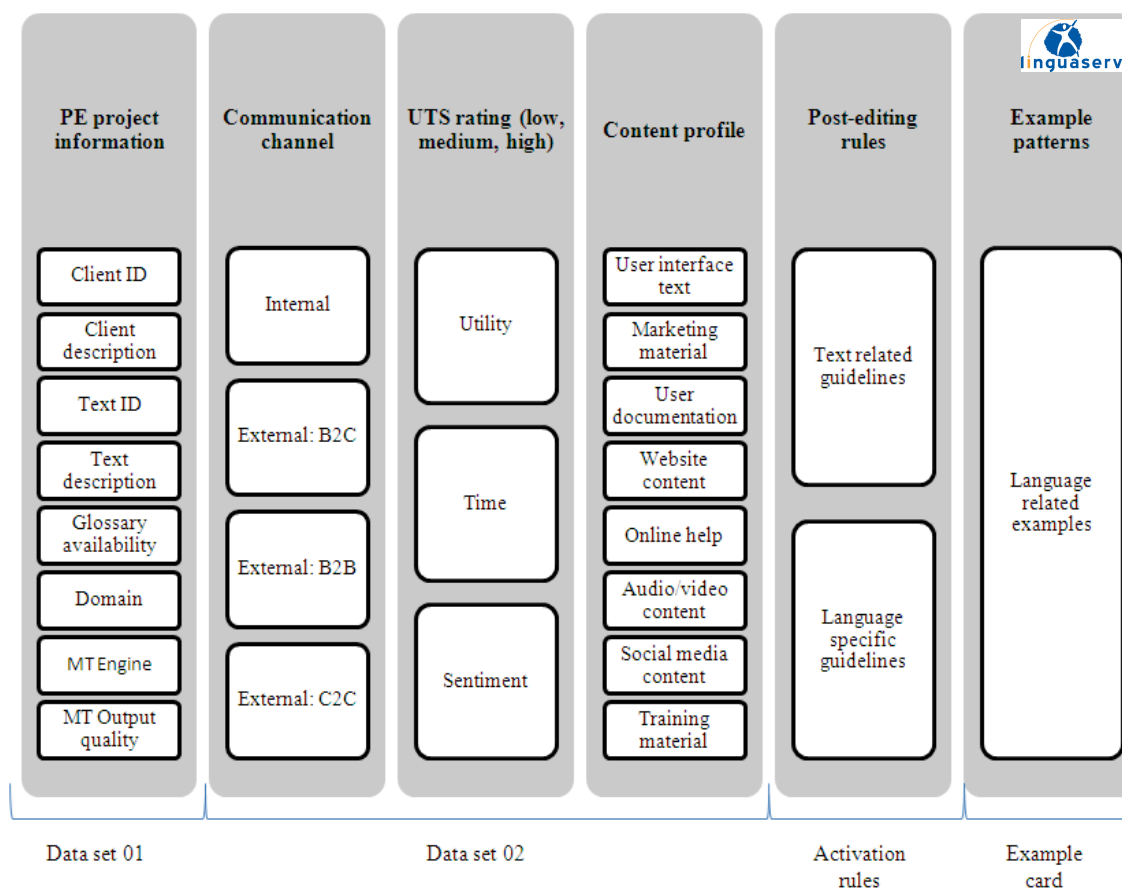 linguaserve
PE project
information
Client ID
Client
description
Text ID
Text
description
Glossary
availability
Domain
MT Engine
MT Output
quality
Communication
channel
Internal
External: B2C
External: B2B
External: C2C
UTS rating (low,
medium, high)
Utility
Time
Sentiment
Content profile
User interface
text
Marketing
material
User
documentation
Website
content
Online help
Audio/video
content
Social media
content
Training
material
Post-editing
rules
Text related
guidelines
Language
specific
guidelines
Example
patterns
Language
related
examples
Data set 01
Data set 02
Activation
rules
Example
card